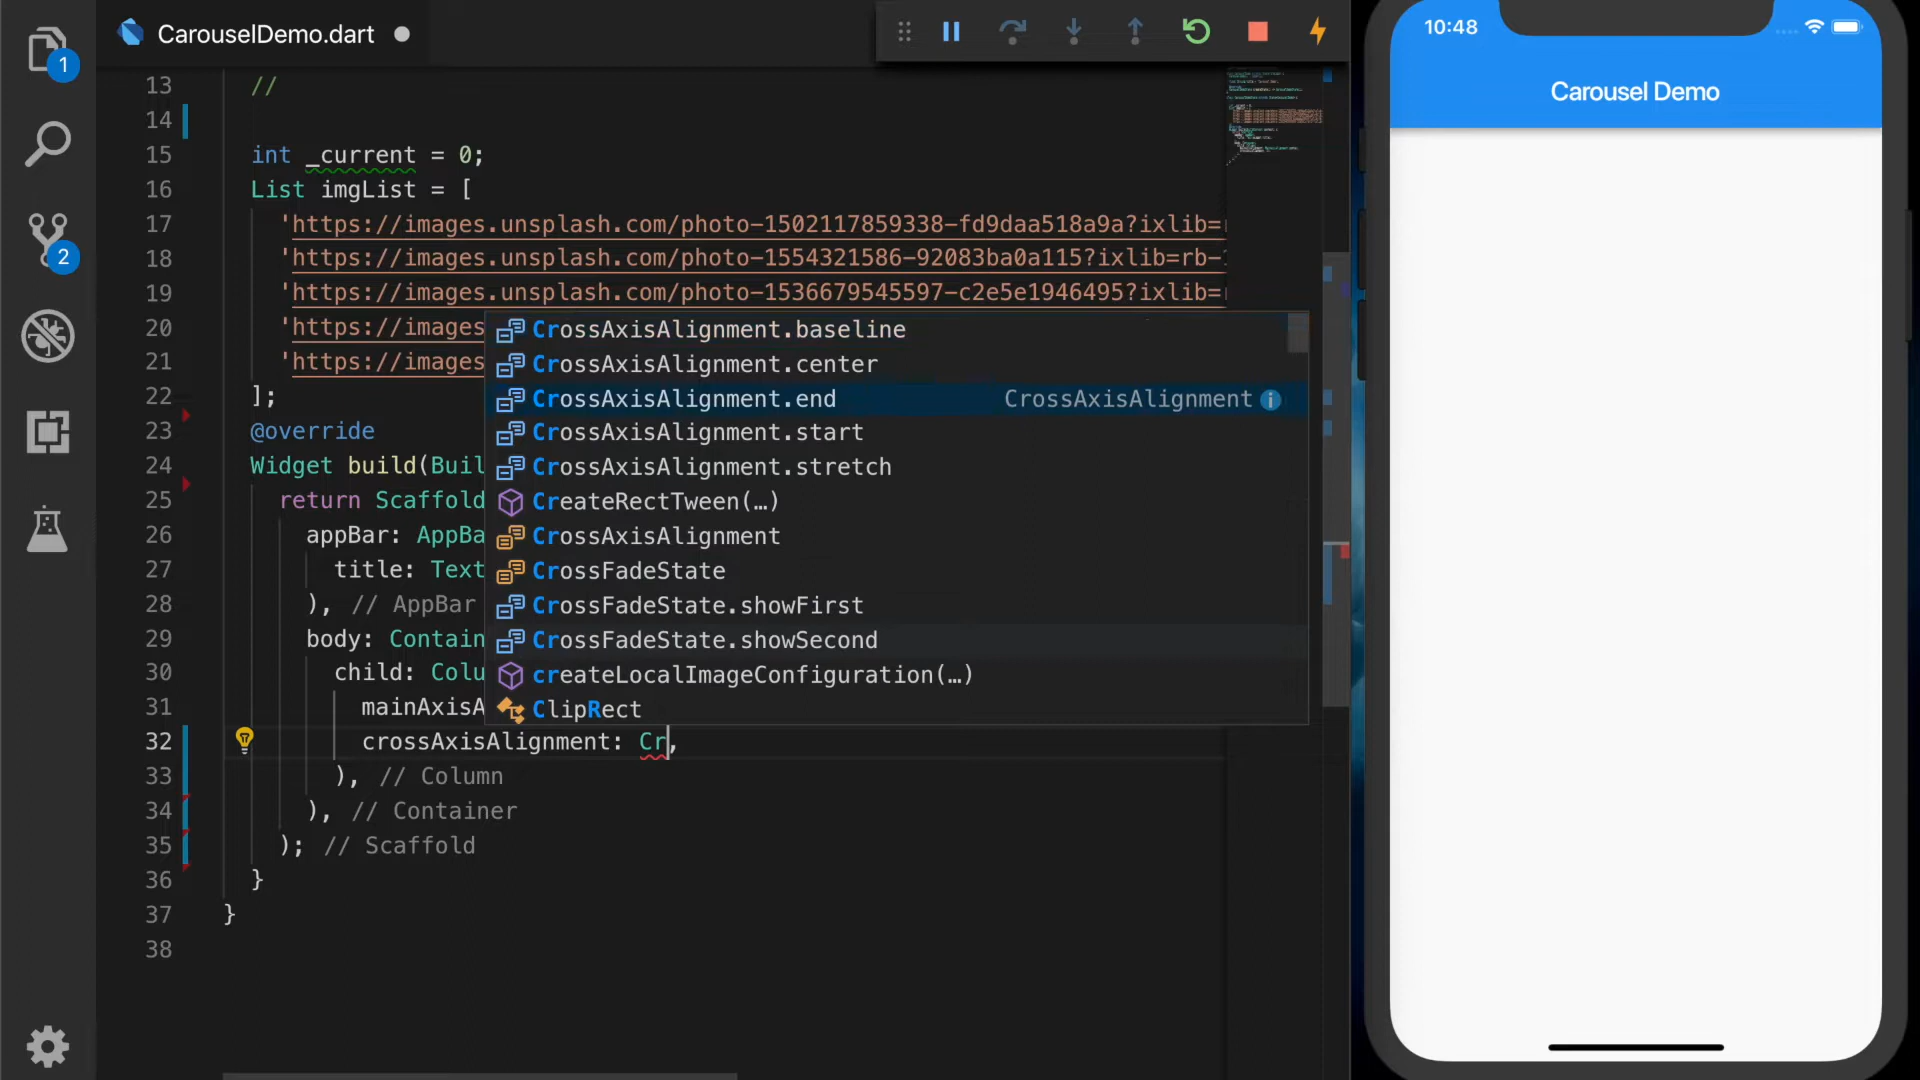 CarouselDemo.dart
1
2
13 //
14
15 int _current = 0;
16 List imgList = [
17 'https://images.unsplash.com/photo-1502117859338-fd9daa518a9a?ixlib=
18 'https://images.unsplash.com/photo-1554321586-92083ba0a115?ixlib=rb-
19 'https://images.unsplash.com/photo-1536679545597-c2e5e1946495?ixlib=
20 'https://images
21 'https://images
22 ];
23 @override
24 Widget build(Buil
25 return Scaffold
26 appBar: AppBa
27 title: Text
28 ), // AppBar
29 body: Contain
30 child: Colu
31 mainAxisA
32 crossAxisAlignment: Cr,
33 ), // Column
34 ), // Container
35 ); // Scaffold
36 }
37 }
38
CrossAxisAlignment.baseline
CrossAxisAlignment.center
CrossAxisAlignment.end CrossAxisAlignment
CrossAxisAlignment.start
CrossAxisAlignment.stretch
CreateRectTween(…)
CrossAxisAlignment
CrossFadeState
CrossFadeState.showFirst
CrossFadeState.showSecond
createLocalImageConfiguration(…)
ClipRect
10:48
Carousel Demo